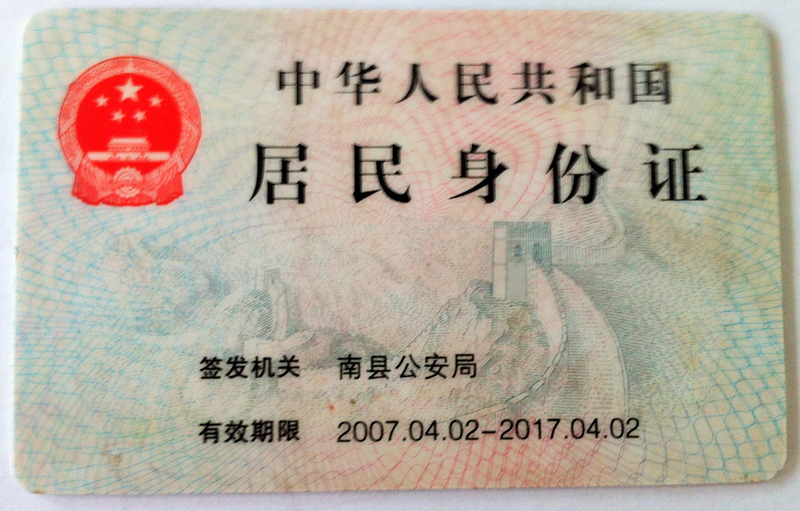 中华人民共和国
居民身份证
签发机关 南县公安局
有效期限 2007.04.02-2017.04.02